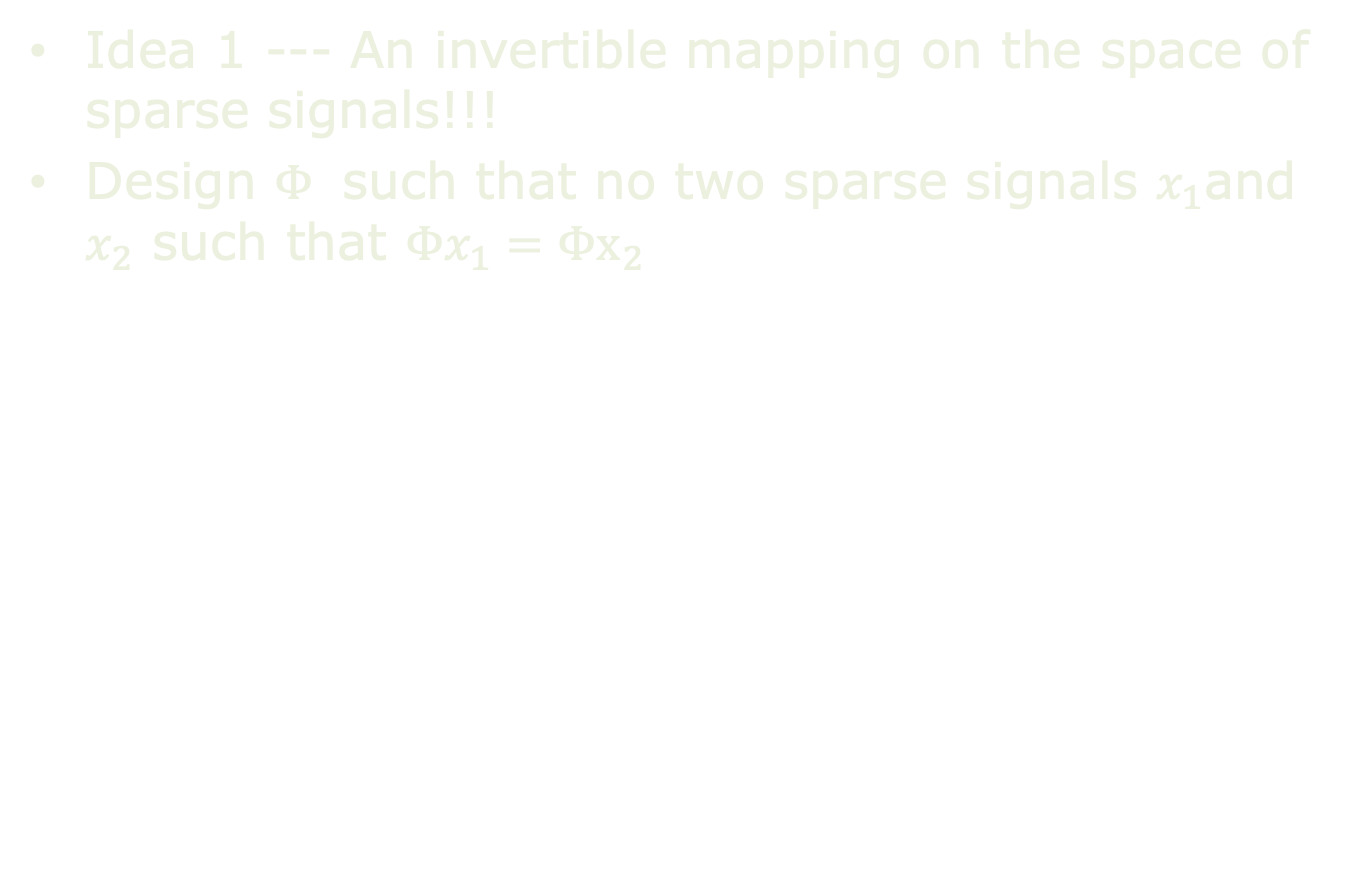 • Idea 1 --- An invertible mapping on the space of
sparse signals!!!
• Design Φ such that no two sparse signals 𝑥₁and
𝑥₂ such that Φ𝑥₁ = Φx₂